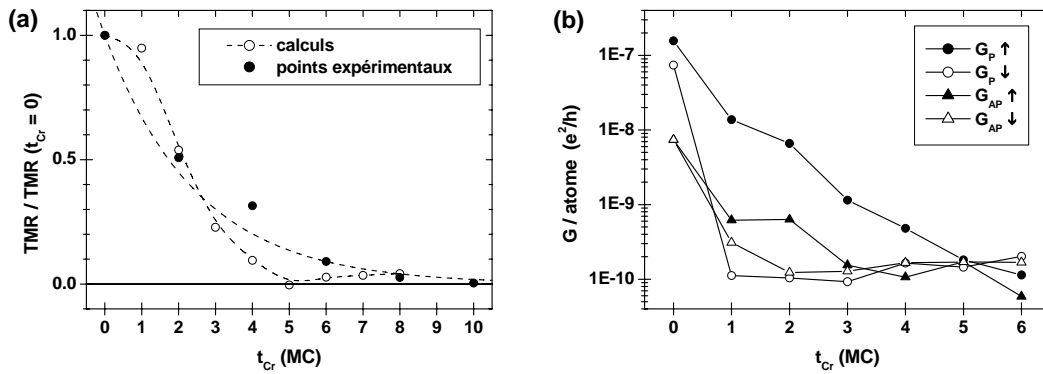 (a)
TMR / TMR (t_Cr = 0)
1.0
0.5
0.0
calculs
points expérimentaux
0 1 2 3 4 5 6 7 8 9 10
t_Cr (MC)
(b)
G / atome (e²/h)
1E-7
1E-8
1E-9
1E-10
G_P ↑
G_P ↓
G_AP ↑
G_AP ↓
0 1 2 3 4 5 6
t_Cr (MC)